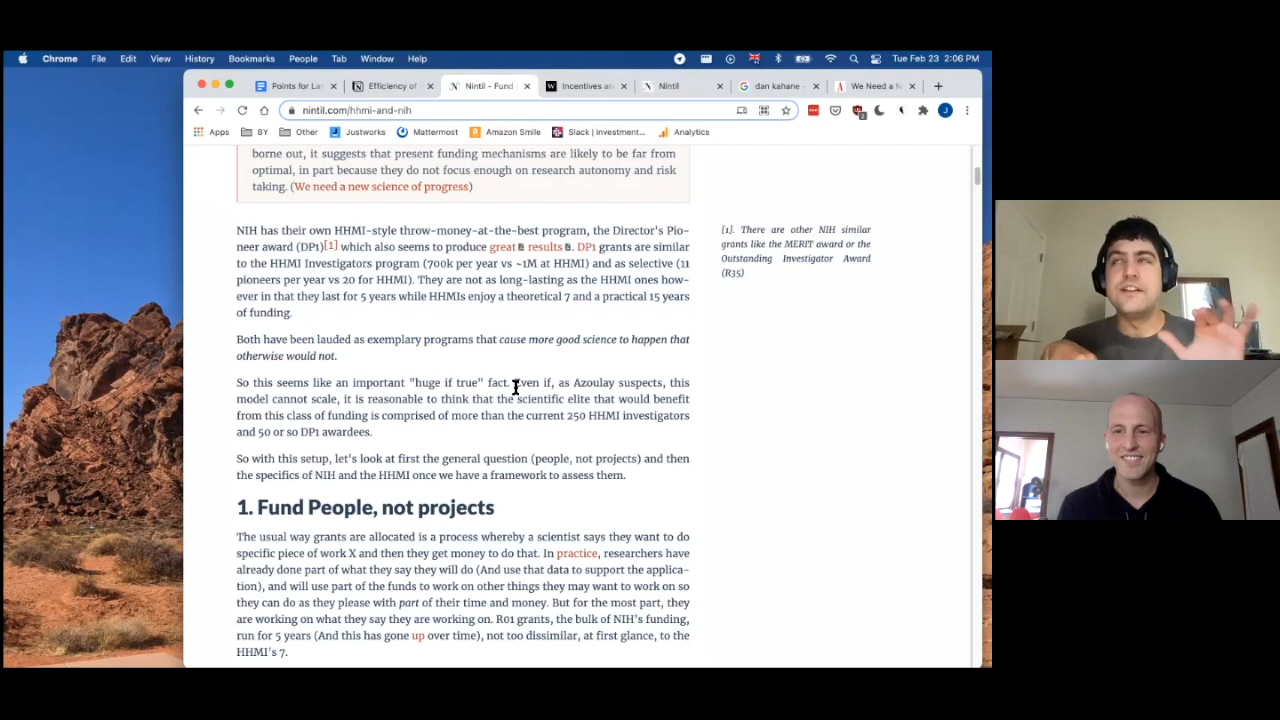 Chrome File Edit View History Bookmarks People Tab Window Help Tue Feb 23 2:06 PM
Points for La Efficiency of Nintil – Fund Incentives an Nintil dan kahane - We Need a N
nintil.com/hhmi-and-nih
Apps BY Other Justworks Mattermost Amazon Smile Slack | investment... Analytics
borne out, it suggests that present funding mechanisms are likely to be far from
optimal, in part because they do not focus enough on research autonomy and risk
taking. (We need a new science of progress)
NIH has their own HHMI-style throw-money-at-the-best program, the Director's Pio-
neer award (DP1)[1] which also seems to produce great results. DP1 grants are similar
to the HHMI Investigators program (700k per year vs ~1M at HHMI) and as selective (11
pioneers per year vs 20 for HHMI). They are not as long-lasting as the HHMI ones how-
ever in that they last for 5 years while HHMIs enjoy a theoretical 7 and a practical 15 years
of funding.
[1]. There are other NIH similar
grants like the MERIT award or the
Outstanding Investigator Award
(R35)
Both have been lauded as exemplary programs that cause more good science to happen that
otherwise would not.
So this seems like an important "huge if true" fact. Even if, as Azoulay suspects, this
model cannot scale, it is reasonable to think that the scientific elite that would benefit
from this class of funding is comprised of more than the current 250 HHMI investigators
and 50 or so DP1 awardees.
So with this setup, let's look at first the general question (people, not projects) and then
the specifics of NIH and the HHMI once we have a framework to assess them.
1. Fund People, not projects
The usual way grants are allocated is a process whereby a scientist says they want to do
specific piece of work X and then they get money to do that. In practice, researchers have
already done part of what they say they will do (And use that data to support the applica-
tion), and will use part of the funds to work on other things they may want to work on so
they can do as they please with part of their time and money. But for the most part, they
are working on what they say they are working on. R01 grants, the bulk of NIH's funding,
run for 5 years (And this has gone up over time), not too dissimilar, at first glance, to the
HHMI's 7.